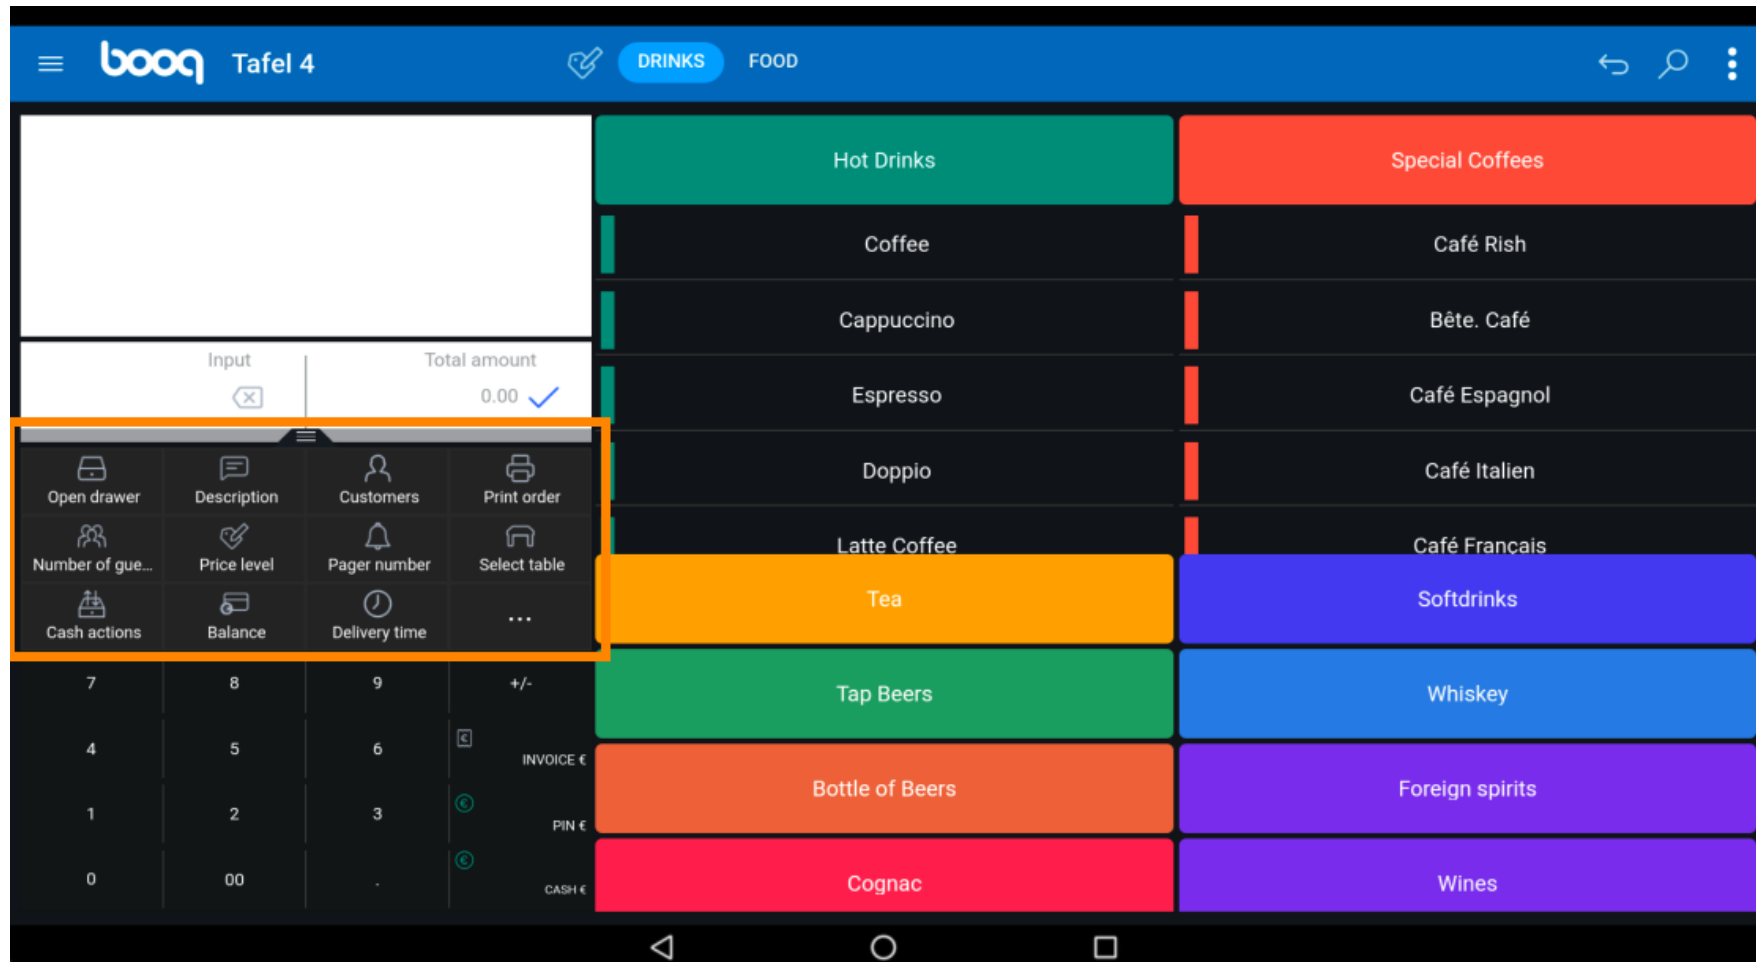 booq Tafel 4 DRINKS FOOD
Input Total amount
0.00
Open drawer Description Customers Print order
Number of gue... Price level Pager number Select table
Cash actions Balance Delivery time ...
7 8 9 +/-
4 5 6 € INVOICE €
1 2 3 € PIN €
0 00 . € CASH €
Hot Drinks Special Coffees
Coffee Café Rish
Cappuccino Bête. Café
Espresso Café Espagnol
Doppio Café Italien
Latte Coffee Café Français
Tea Softdrinks
Tap Beers Whiskey
Bottle of Beers Foreign spirits
Cognac Wines